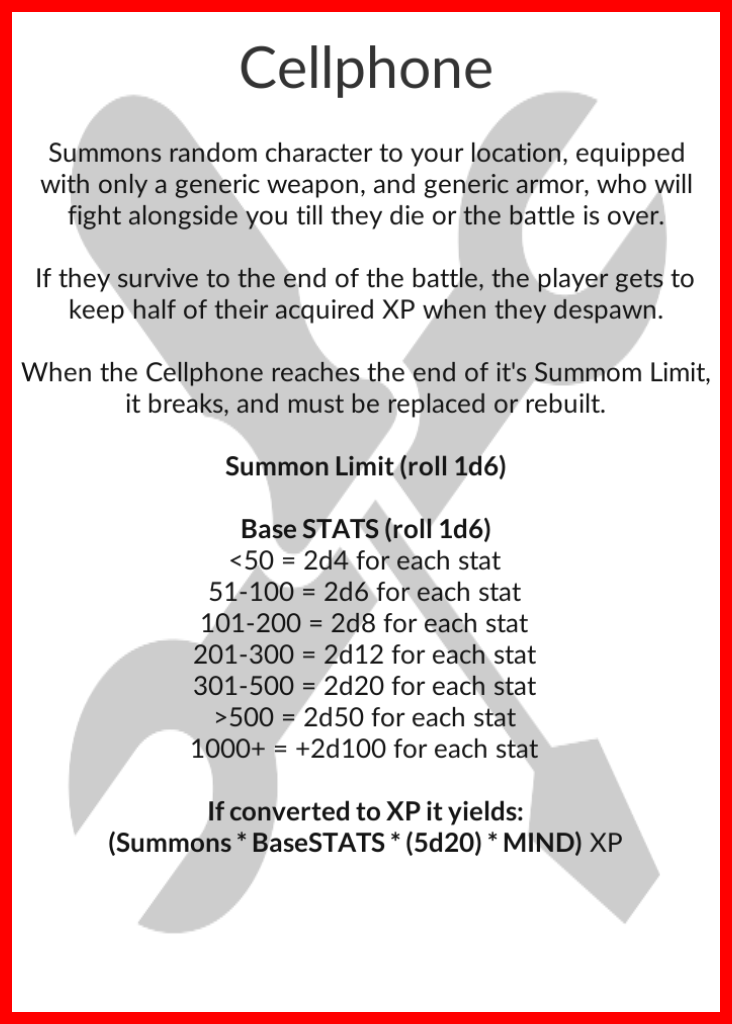 Cellphone
Summons random character to your location, equipped
with only a generic weapon, and generic armor, who will
fight alongside you till they die or the battle is over.
If they survive to the end of the battle, the player gets to
keep half of their acquired XP when they despawn.
When the Cellphone reaches the end of it's Summom Limit,
it breaks, and must be replaced or rebuilt.
Summon Limit (roll 1d6)
Base STATS (roll 1d6)
<50 = 2d4 for each stat
51-100 = 2d6 for each stat
101-200 = 2d8 for each stat
201-300 = 2d12 for each stat
301-500 = 2d20 for each stat
>500 = 2d50 for each stat
1000+ = +2d100 for each stat
If converted to XP it yields:
(Summons * BaseSTATS * (5d20) * MIND) XP